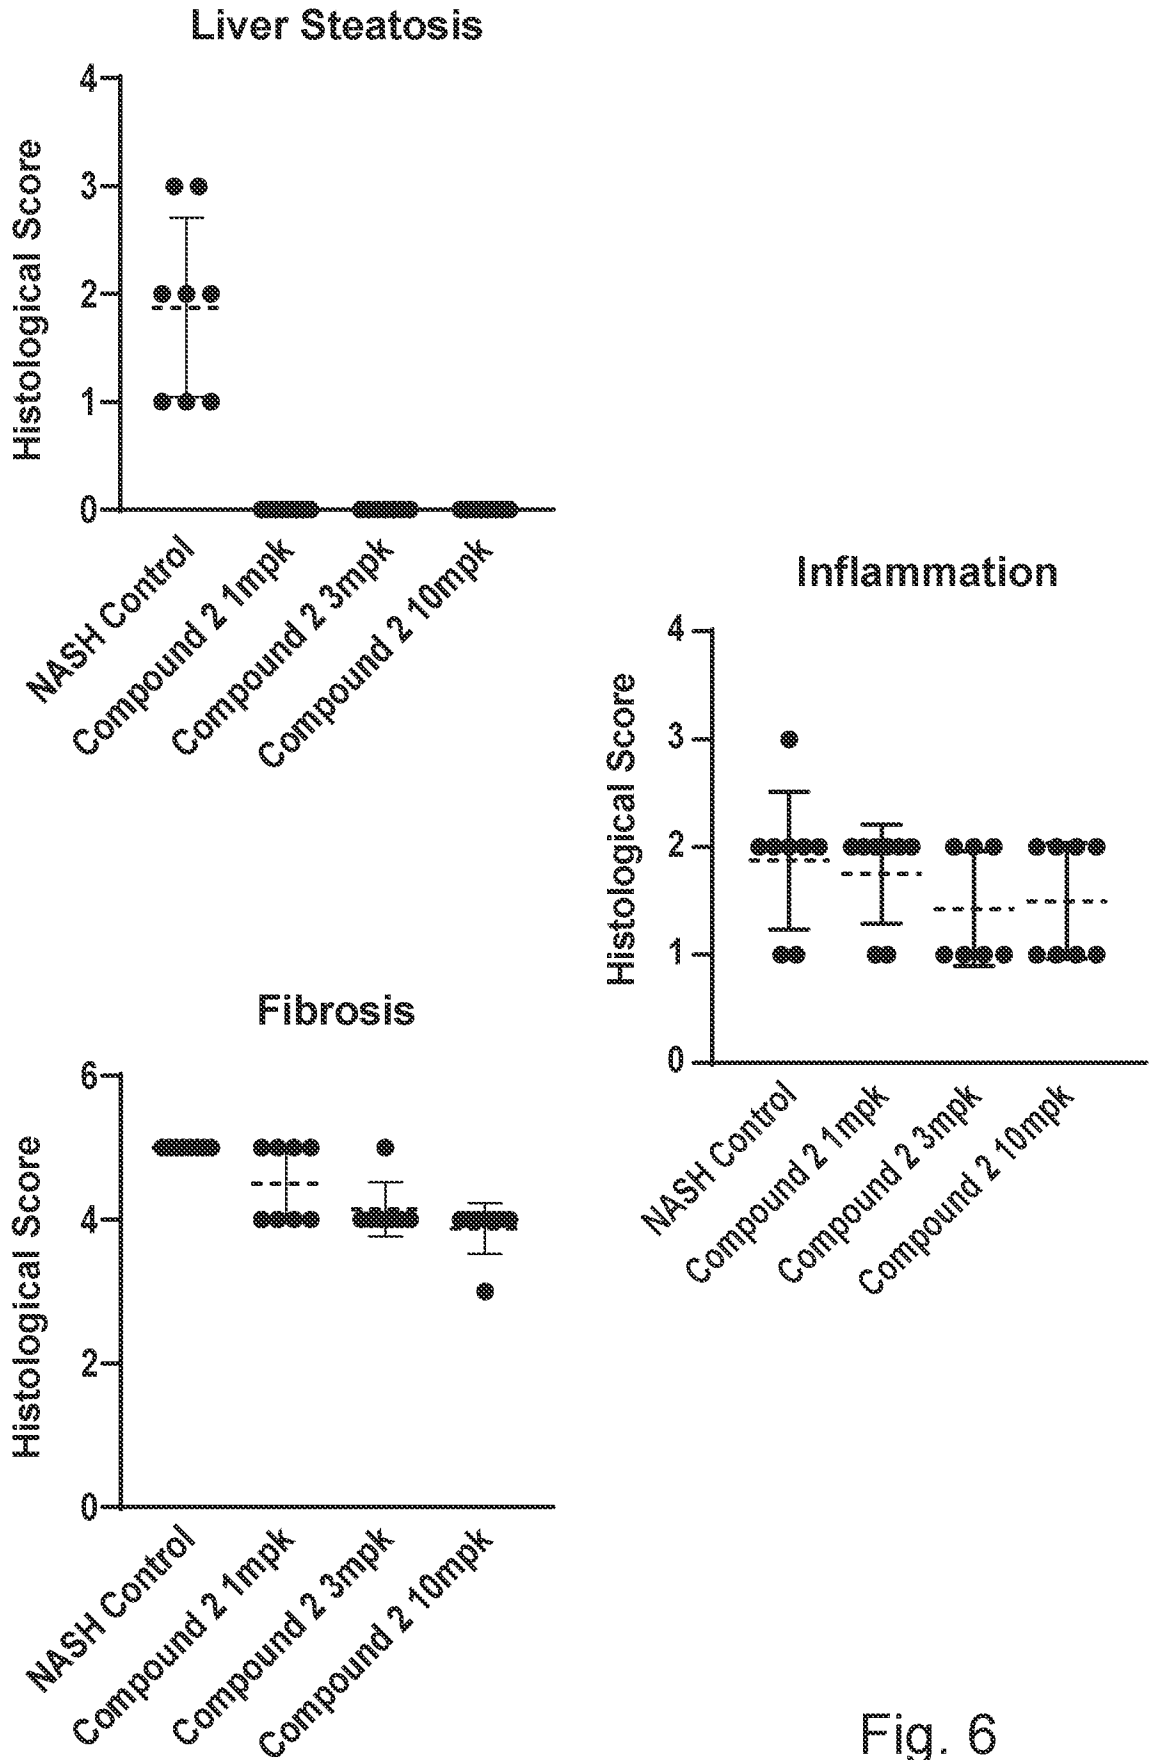 Liver Steatosis
Histological Score
4
3
2
1
0
NASH Control
Compound 2 1mpk
Compound 2 3mpk
Compound 2 10mpk
Inflammation
Histological Score
4
3
2
1
0
NASH Control
Compound 2 1mpk
Compound 2 3mpk
Compound 2 10mpk
Fibrosis
Histological Score
6
4
2
0
NASH Control
Compound 2 1mpk
Compound 2 3mpk
Compound 2 10mpk
Fig. 6